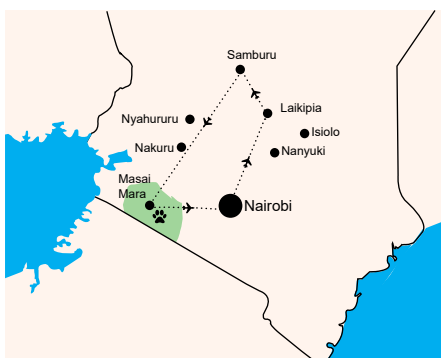 Samburu
Laikipia
Nyahururu
Isiolo
Nakuru
Nanyuki
Masai
Mara
Nairobi